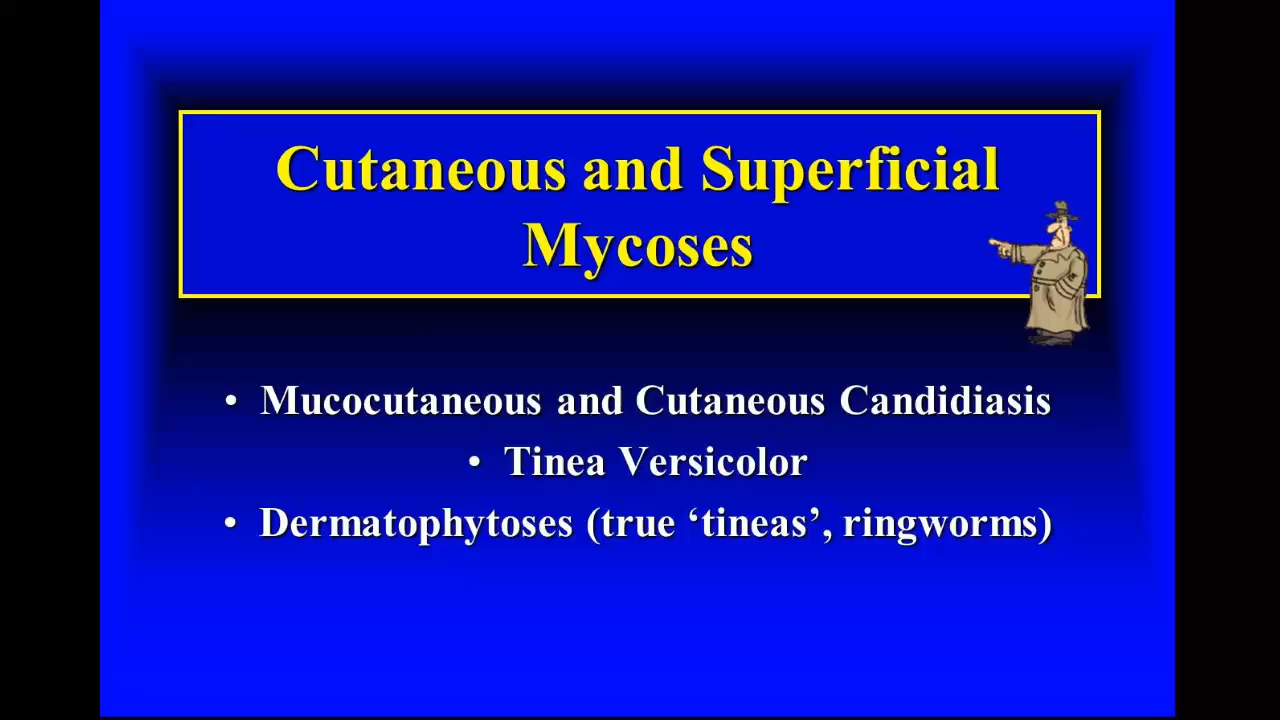 Cutaneous and Superficial
Mycoses
• Mucocutaneous and Cutaneous Candidiasis
• Tinea Versicolor
• Dermatophytoses (true ‘tineas’, ringworms)